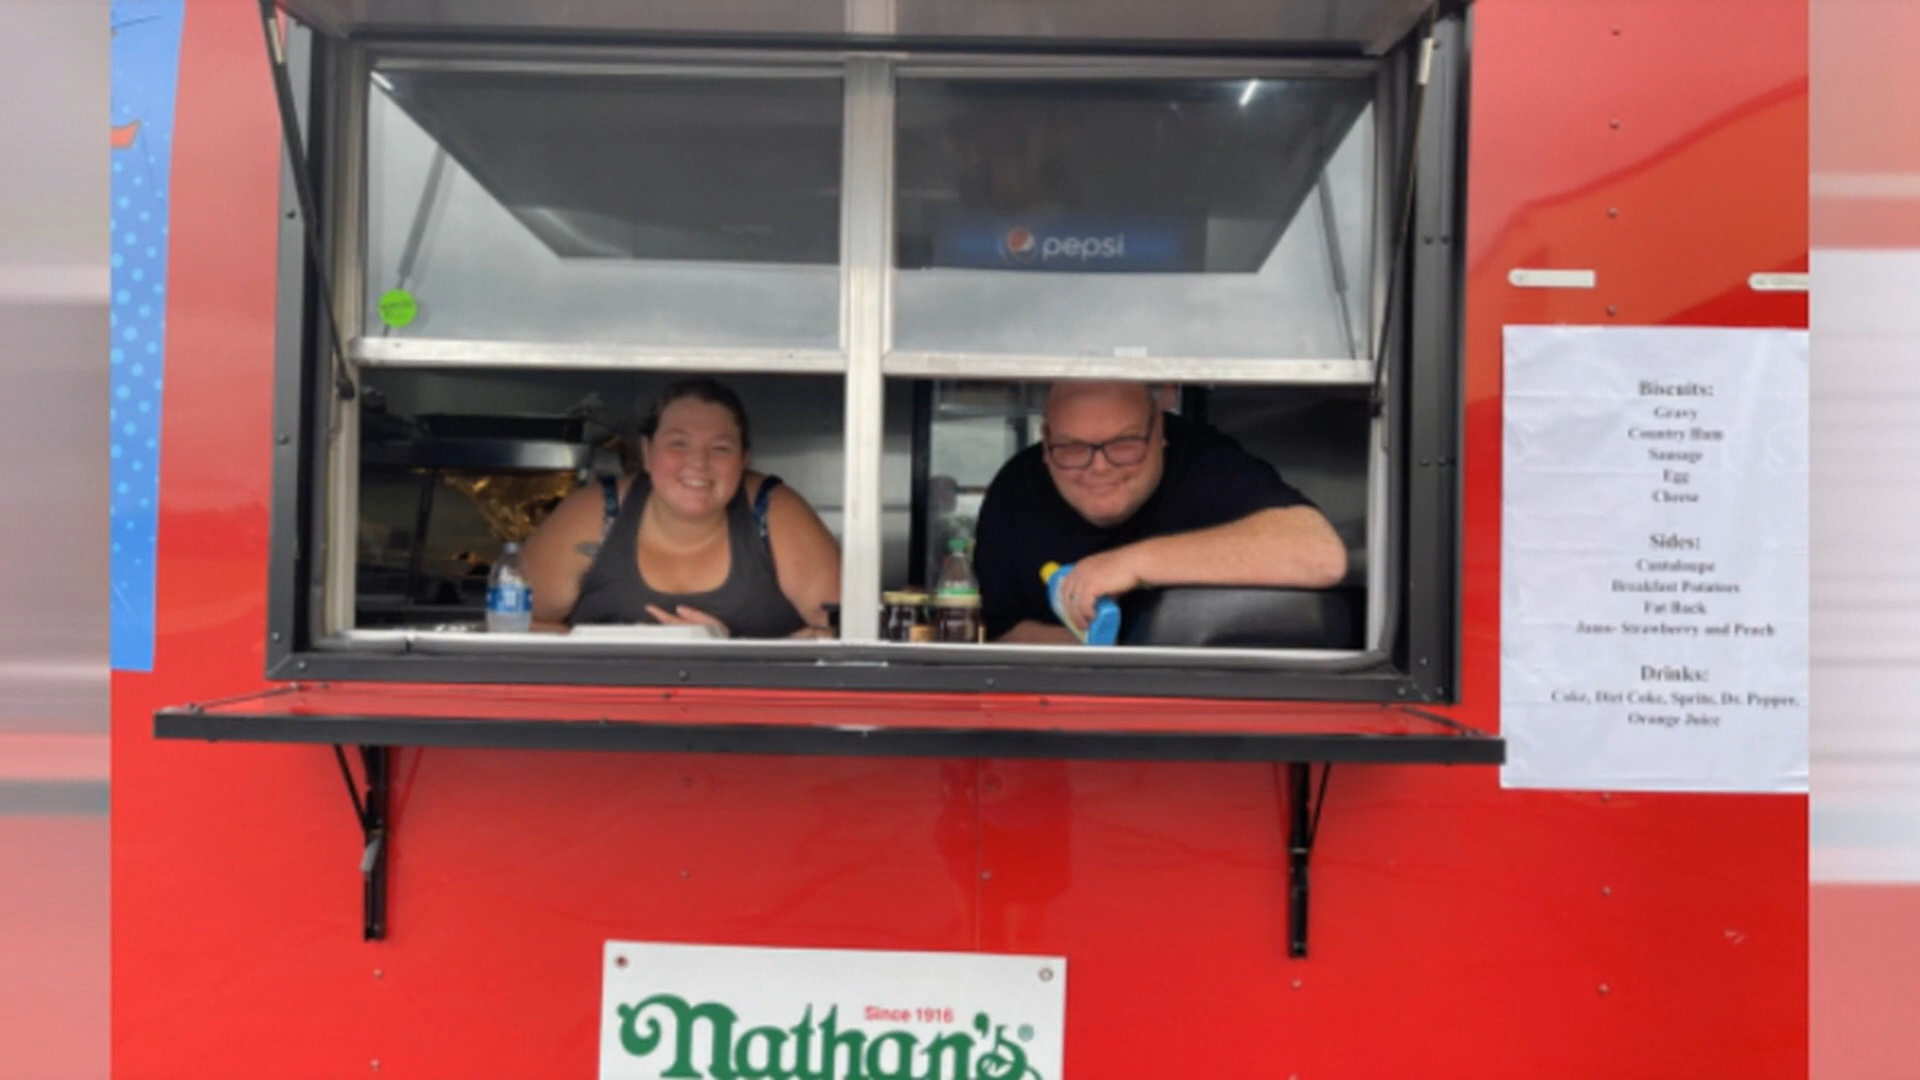 pepsi
Biscuits:
Gravy
Country Ham
Sausage
Egg
Cheese
Sides:
Cantaloupe
Breakfast Potatoes
Fat Back
Jams- Strawberry and Peach
Drinks:
Coke, Diet Coke, Sprite, Dr. Pepper,
Orange Juice
Since 1916
Nathan's®